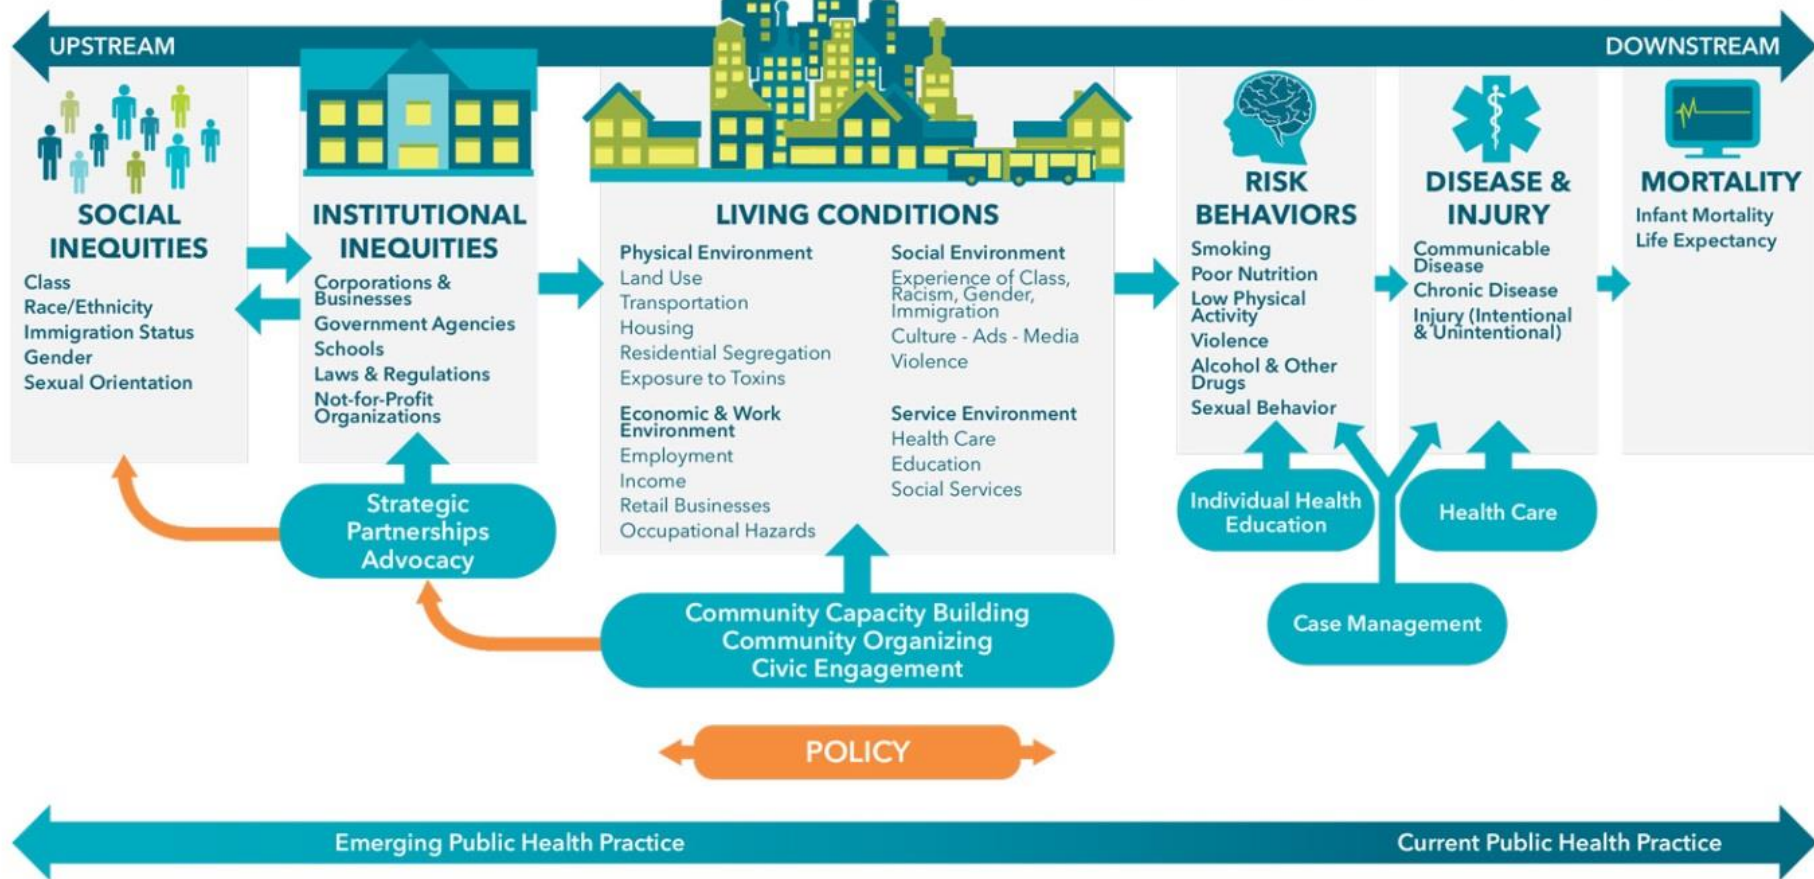 UPSTREAM
DOWNSTREAM
SOCIAL
INEQUITIES
Class
Race/Ethnicity
Immigration Status
Gender
Sexual Orientation
INSTITUTIONAL
INEQUITIES
Corporations &
Businesses
Government Agencies
Schools
Laws & Regulations
Not-for-Profit
Organizations
LIVING CONDITIONS
Physical Environment
Land Use
Transportation
Housing
Residential Segregation
Exposure to Toxins
Economic & Work
Environment
Employment
Income
Retail Businesses
Occupational Hazards
Social Environment
Experience of Class,
Racism, Gender,
Immigration
Culture - Ads - Media
Violence
Service Environment
Health Care
Education
Social Services
RISK
BEHAVIORS
Smoking
Poor Nutrition
Low Physical
Activity
Violence
Alcohol & Other
Drugs
Sexual Behavior
DISEASE &
INJURY
Communicable
Disease
Chronic Disease
Injury (Intentional
& Unintentional)
MORTALITY
Infant Mortality
Life Expectancy
Strategic
Partnerships
Advocacy
Community Capacity Building
Community Organizing
Civic Engagement
Individual Health
Education
Health Care
Case Management
POLICY
Emerging Public Health Practice
Current Public Health Practice